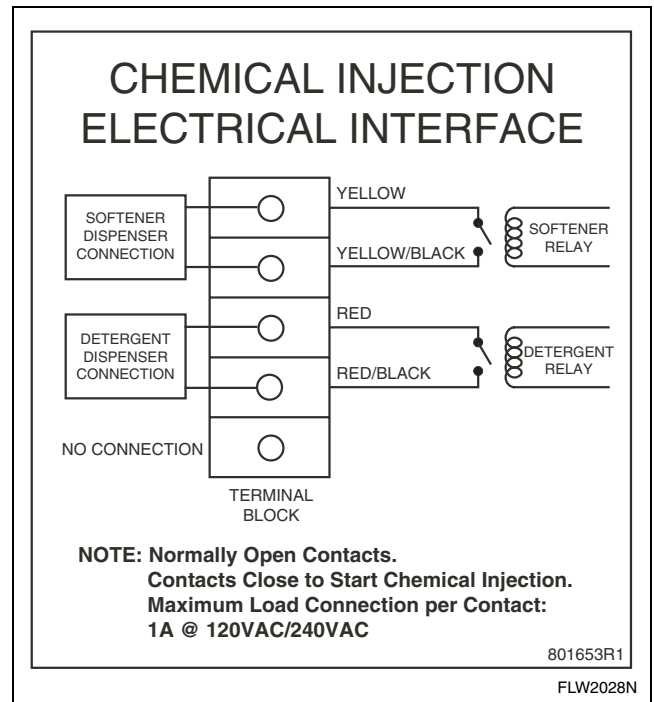 CHEMICAL INJECTION
ELECTRICAL INTERFACE
SOFTENER
DISPENSER
CONNECTION
YELLOW
YELLOW/BLACK
SOFTENER
RELAY
DETERGENT
DISPENSER
CONNECTION
RED
RED/BLACK
DETERGENT
RELAY
NO CONNECTION
TERMINAL
BLOCK
NOTE: Normally Open Contacts.
Contacts Close to Start Chemical Injection.
Maximum Load Connection per Contact:
1A @ 120VAC/240VAC
801653R1
FLW2028N